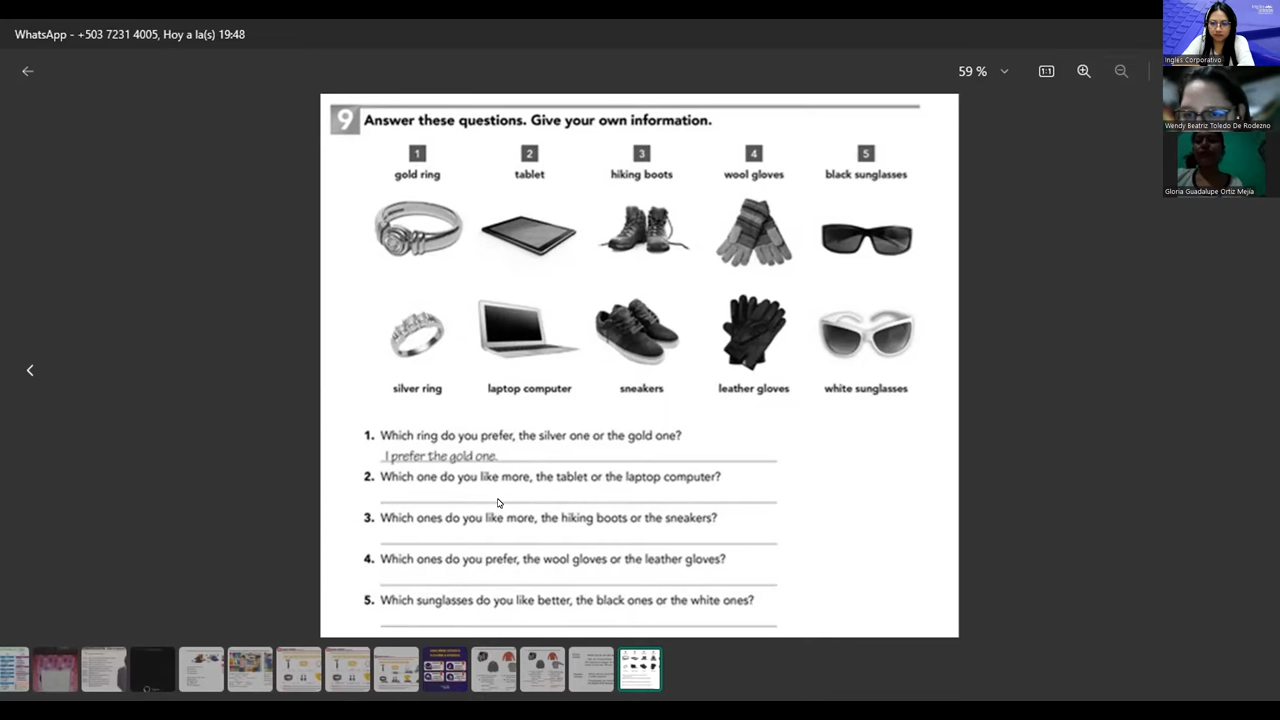 WhatsApp - +503 7231 4005, Hoy a la(s) 19:48
59 %
1:1
Inglés Corporativo
Wendy Beatriz Toledo De Rodezno
Gloria Guadalupe Ortiz Mejía
9 Answer these questions. Give your own information.
1 2 3 4 5
gold ring tablet hiking boots wool gloves black sunglasses
silver ring laptop computer sneakers leather gloves white sunglasses
1. Which ring do you prefer, the silver one or the gold one?
I prefer the gold one.
2. Which one do you like more, the tablet or the laptop computer?
3. Which ones do you like more, the hiking boots or the sneakers?
4. Which ones do you prefer, the wool gloves or the leather gloves?
5. Which sunglasses do you like better, the black ones or the white ones?